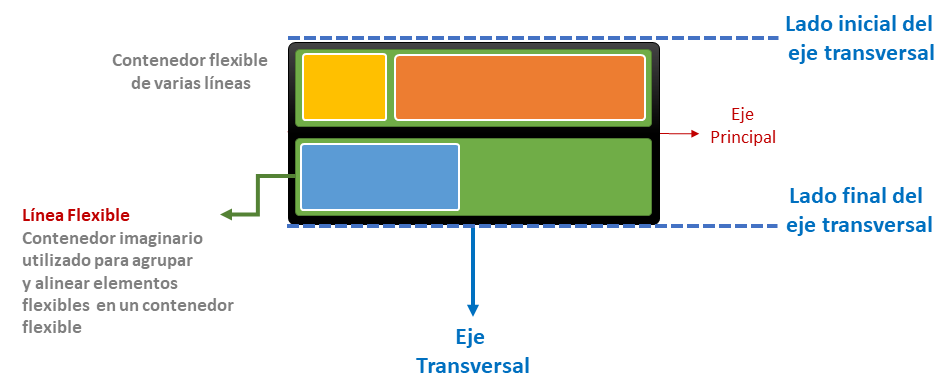 Lado inicial del
eje transversal
Contenedor flexible
de varias líneas
Eje
Principal
Lado final del
eje transversal
Línea Flexible
Contenedor imaginario
utilizado para agrupar
y alinear elementos
flexibles en un contenedor
flexible
Eje
Transversal